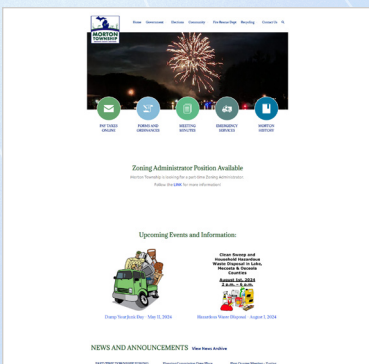 Home Government Elections Community Fire/Rescue Dept Recycling Contact Us
MORTON
TOWNSHIP
PAY TAXES
ONLINE
FORMS AND
ORDINANCES
MEETING
MINUTES
EMERGENCY
SERVICES
MORTON
HISTORY
Zoning Administrator Position Available
Morton Township is looking for a part-time Zoning Administrator.
Follow the LINK for more information!
Upcoming Events and Information:
Clean Sweep and
Household Hazardous
Waste Disposal in Lake,
Mecosta & Osceola
Counties
August 1st, 2024
2 p.m. - 6 p.m.
Dump Your Junk Day - May 11, 2024
Hazardous Waste Disposal - August 1, 2024
NEWS AND ANNOUNCEMENTS View News Archive